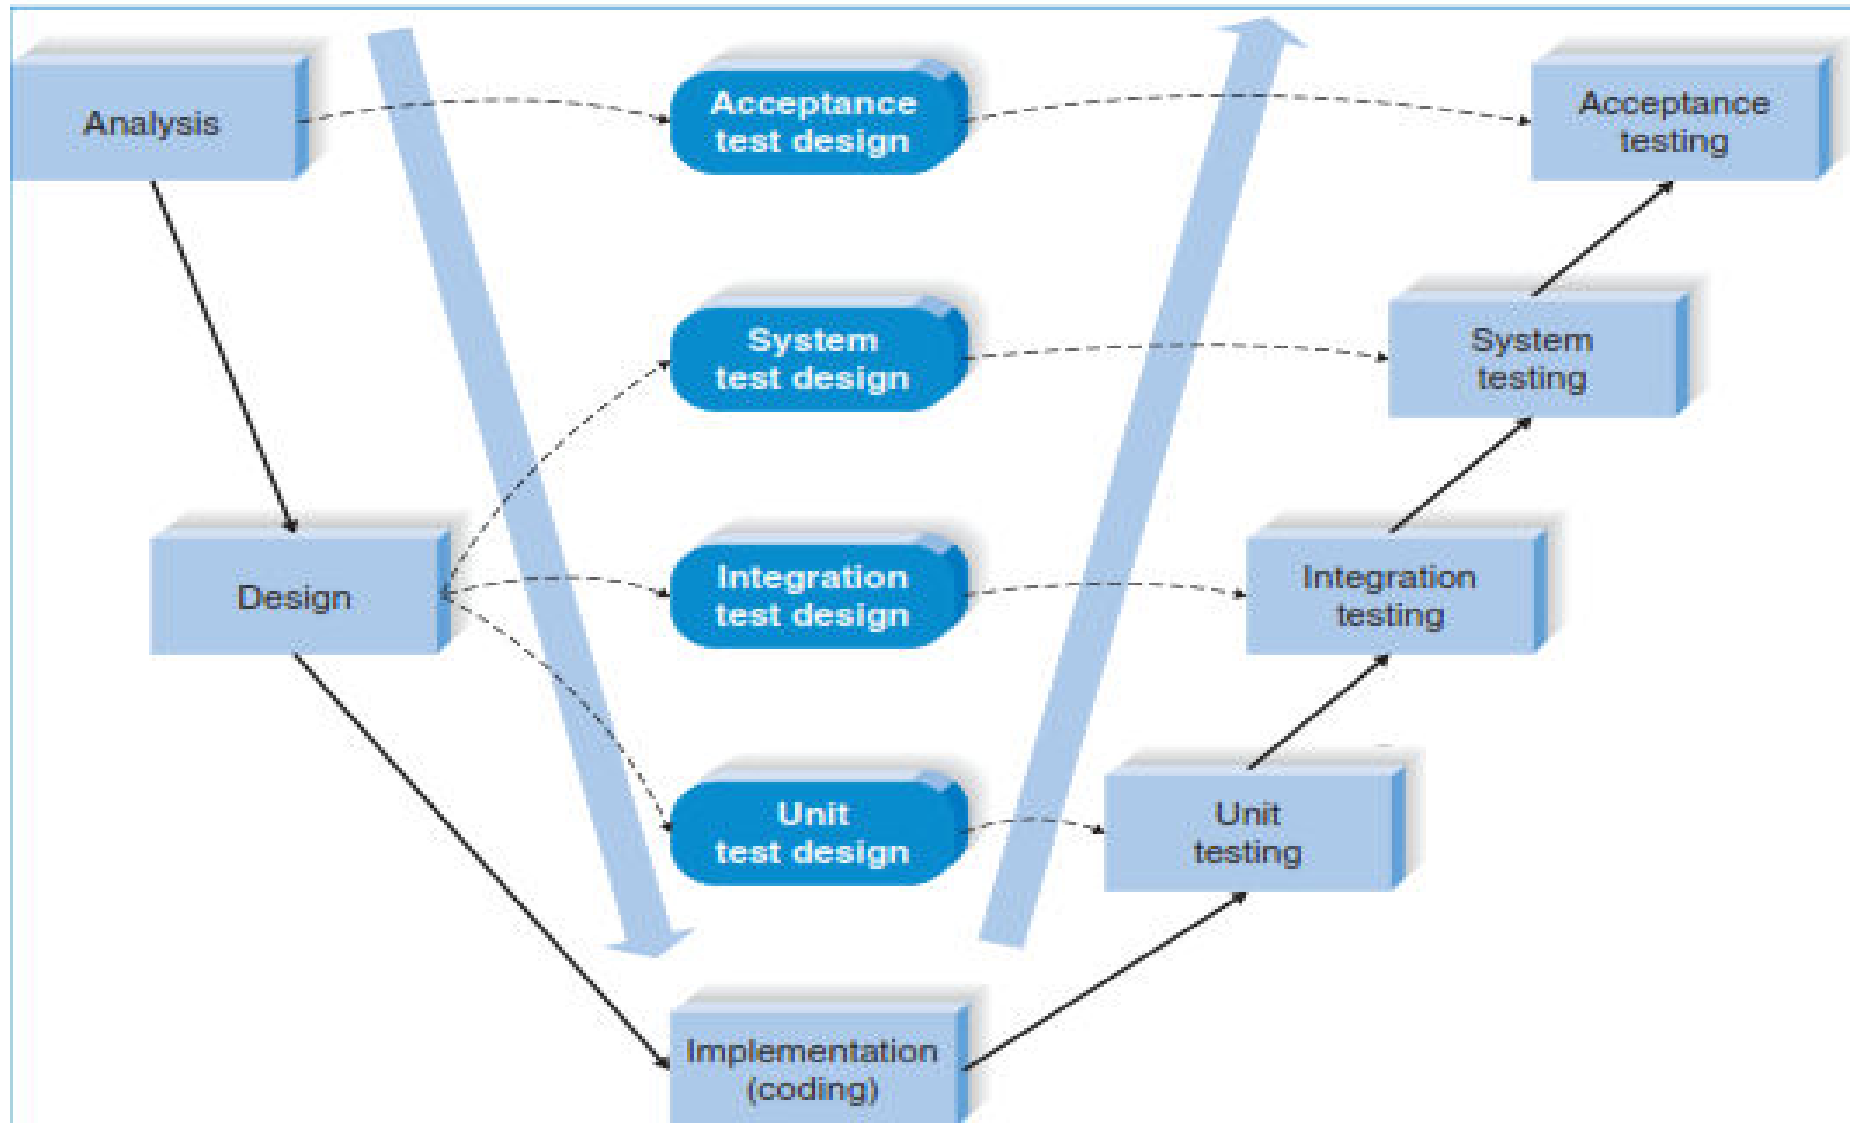 Analysis
Acceptance
test design
Acceptance
testing
System
test design
System
testing
Design
Integration
test design
Integration
testing
Unit
test design
Unit
testing
Implementation
(coding)